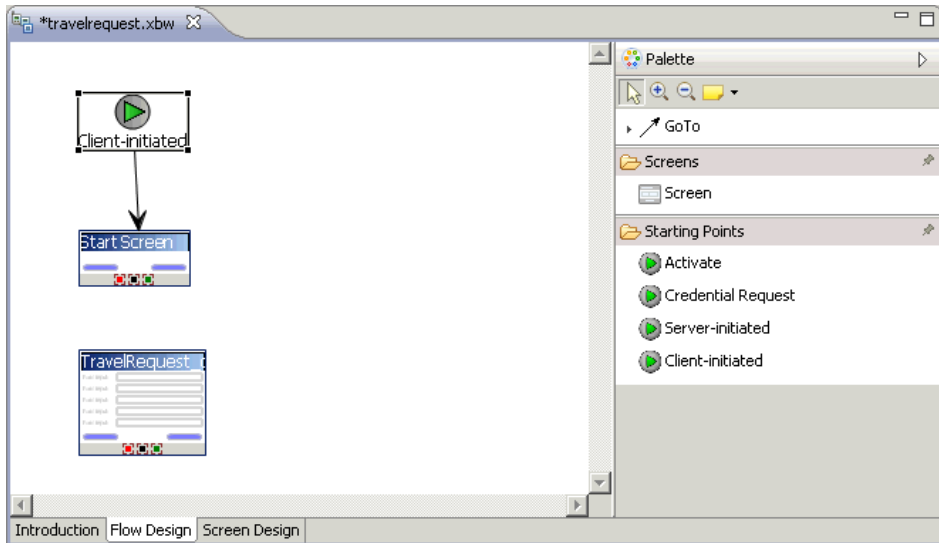 *travelrequest.xbw
Client-initiated
Start Screen
TravelRequest_
Palette
GoTo
Screens
Screen
Starting Points
Activate
Credential Request
Server-initiated
Client-initiated
Introduction
Flow Design
Screen Design